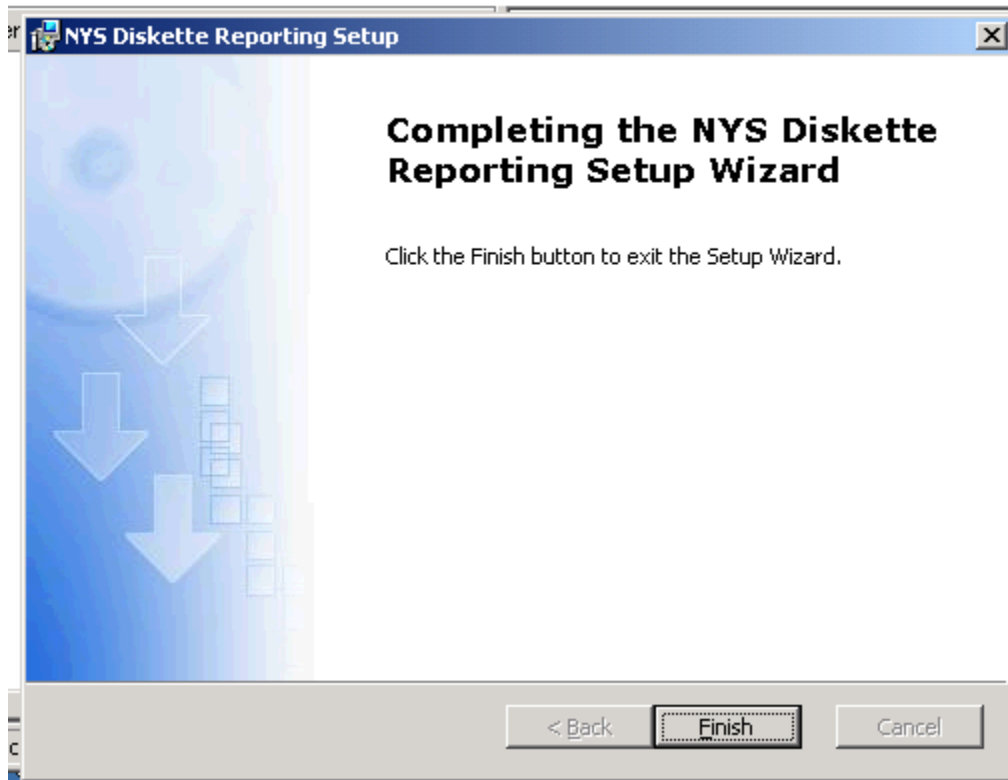 er
NYS Diskette Reporting Setup
Completing the NYS Diskette
Reporting Setup Wizard
Click the Finish button to exit the Setup Wizard.
< Back
Finish
Cancel
c